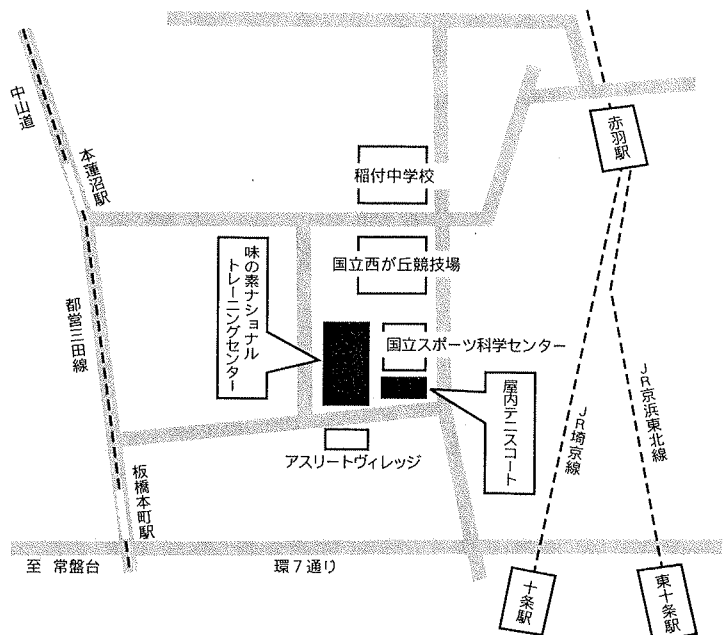 中山道
本蓮沼駅
都営三田線
板橋本町駅
至 常盤台
環7通り
稲付中学校
国立西が丘競技場
味の素ナショナル
トレーニングセンター
国立スポーツ科学センター
屋内テニスコート
アスリートヴィレッジ
赤羽駅
JR埼京線
JR京浜東北線
十条駅
東十条駅